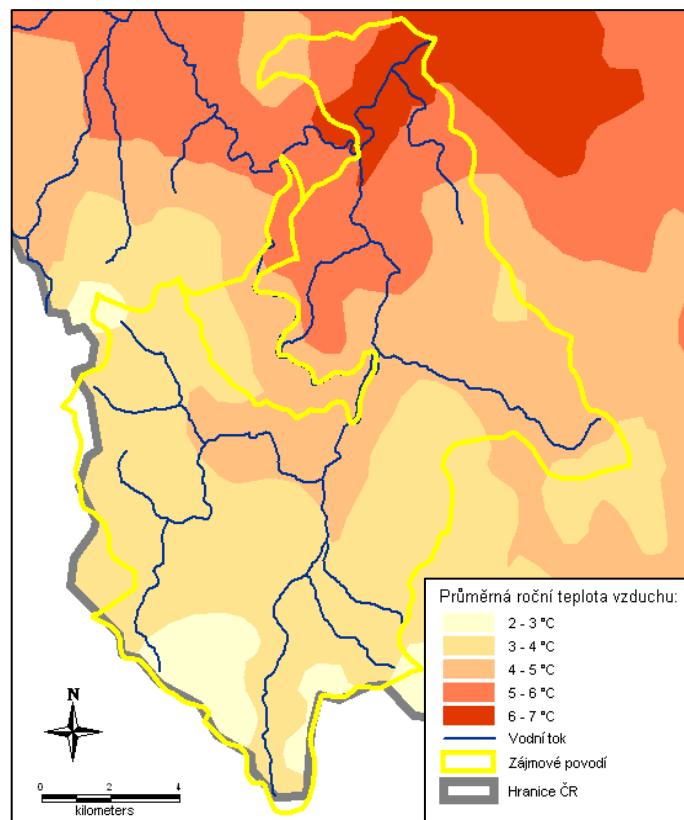 Průměrná roční teplota vzduchu:
2 - 3 °C
3 - 4 °C
4 - 5 °C
5 - 6 °C
6 - 7 °C
Vodní tok
Zájmové povodí
Hranice ČR
N
0 2 4
kilometers